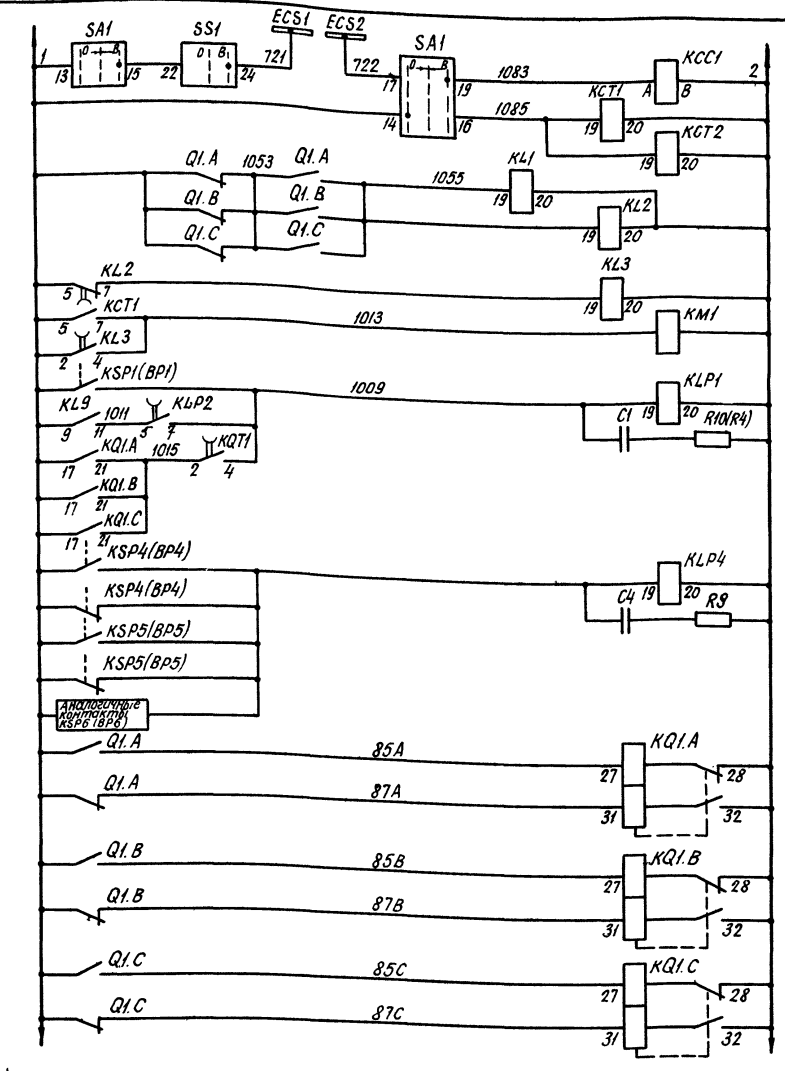 ECS1 ECS2
SA1 SS1 SA1
1 13 О В 15 22 О В 24 721 722 17 О В 19 1083 A KCC1 B 2
14 16 1085 KCT1 19 20
KCT2 19 20
Q1.A 1053 Q1.A 1055 KL1 19 20
Q1.B Q1.B KL2 19 20
Q1.C Q1.C
KL2 5 7 KL3 19 20
KCT1 5 7 1013 KM1
KL3 2 4
KSP1(BP1) 1009 KLP1 19 20
KL9 9 11 1011 KLP2 5 7 C1 R10(R4)
KQ1.A 17 21 1015 KQT1 2 4
KQ1.B 17 21
KQ1.C 17 21
KSP4(BP4) KLP4 19 20
KSP4(BP4) C4 R9
KSP5(BP5)
KSP5(BP5)
Аналогичные
контакты
KSP6 (BP6)
Q1.A 85A 27 KQ1.A 28
Q1.A 87A 31 32
Q1.B 85B 27 KQ1.B 28
Q1.B 87B 31 32
Q1.C 85C 27 KQ1.C 28
Q1.C 87C 31 32